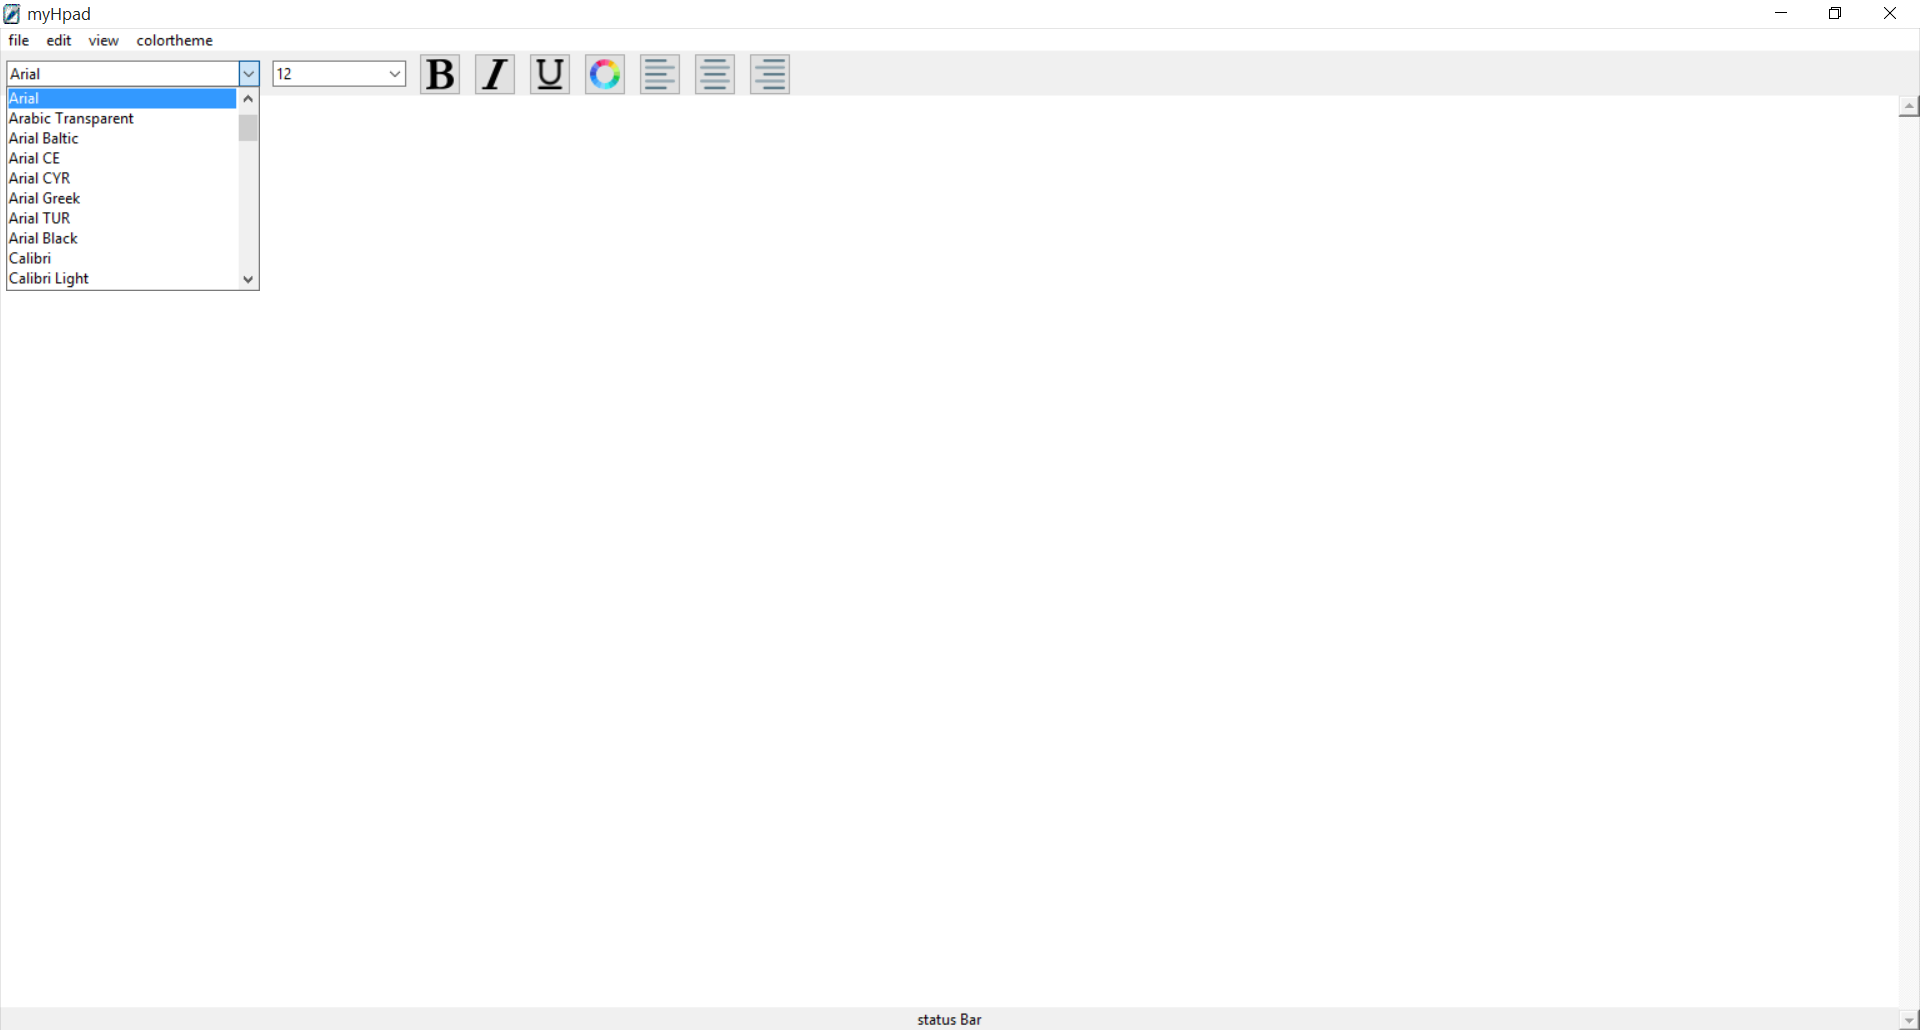 myHpad
file edit view colortheme
Arial 12 B I U
Arial
Arabic Transparent
Arial Baltic
Arial CE
Arial CYR
Arial Greek
Arial TUR
Arial Black
Calibri
Calibri Light
status Bar